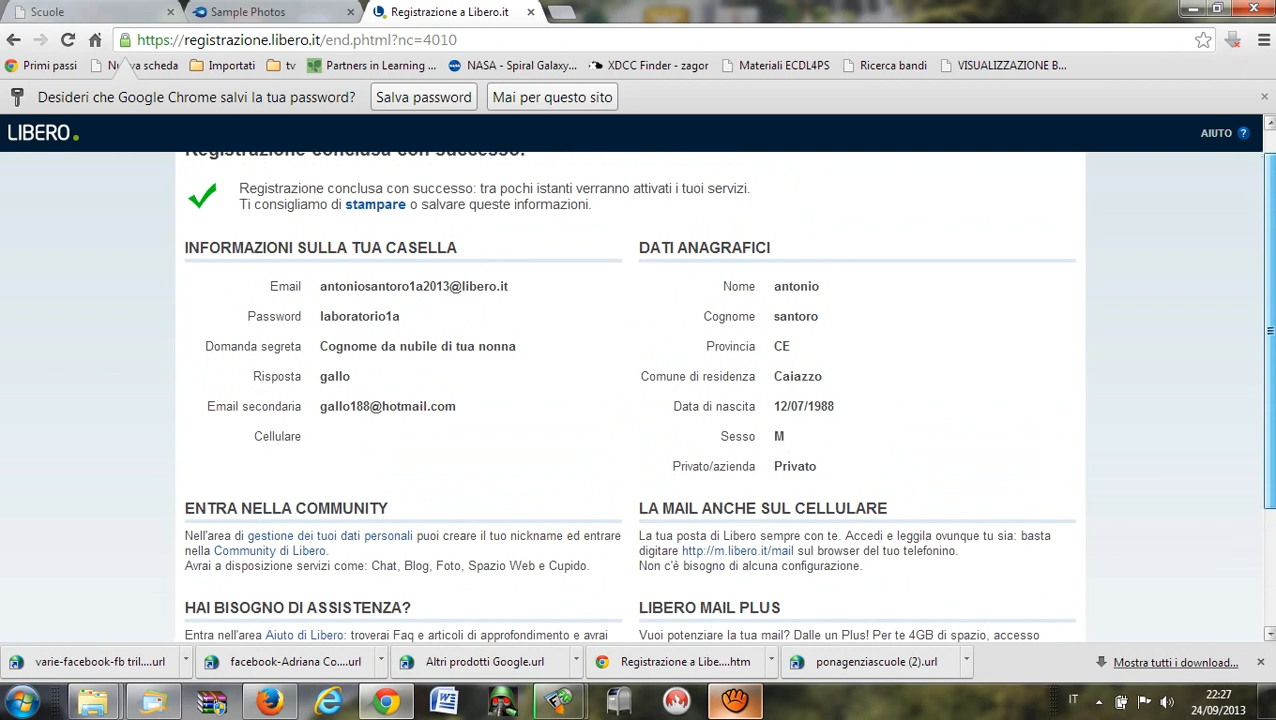 Scuole
Sample Photos
Registrazione a Libero.it
https://registrazione.libero.it/end.phtml?nc=4010
Primi passi
Nuova scheda
Importati
tv
Partners in Learning ...
NASA - Spiral Galaxy...
XDCC Finder - zagor
Materiali ECDL4PS
Ricerca bandi
VISUALIZZAZIONE B...
Desideri che Google Chrome salvi la tua password?
Salva password
Mai per questo sito
LIBERO.
AIUTO ?
Registrazione conclusa con successo.
Registrazione conclusa con successo: tra pochi istanti verranno attivati i tuoi servizi.
Ti consigliamo di stampare o salvare queste informazioni.
INFORMAZIONI SULLA TUA CASELLA
Email antoniosantoro1a2013@libero.it
Password laboratorio1a
Domanda segreta Cognome da nubile di tua nonna
Risposta gallo
Email secondaria gallo188@hotmail.com
Cellulare
DATI ANAGRAFICI
Nome antonio
Cognome santoro
Provincia CE
Comune di residenza Caiazzo
Data di nascita 12/07/1988
Sesso M
Privato/azienda Privato
ENTRA NELLA COMMUNITY
Nell'area di gestione dei tuoi dati personali puoi creare il tuo nickname ed entrare
nella Community di Libero.
Avrai a disposizione servizi come: Chat, Blog, Foto, Spazio Web e Cupido.
LA MAIL ANCHE SUL CELLULARE
La tua posta di Libero sempre con te. Accedi e leggila ovunque tu sia: basta
digitare http://m.libero.it/mail sul browser del tuo telefonino.
Non c'è bisogno di alcuna configurazione.
HAI BISOGNO DI ASSISTENZA?
Entra nell'area Aiuto di Libero: troverai Faq e articoli di approfondimento e avrai
LIBERO MAIL PLUS
Vuoi potenziare la tua mail? Dalle un Plus! Per te 4GB di spazio, accesso
varie-facebook-fb tril....url
facebook-Adriana Co....url
Altri prodotti Google.url
Registrazione a Libe....htm
ponagenziascuole (2).url
Mostra tutti i download...
IT
22:27
24/09/2013